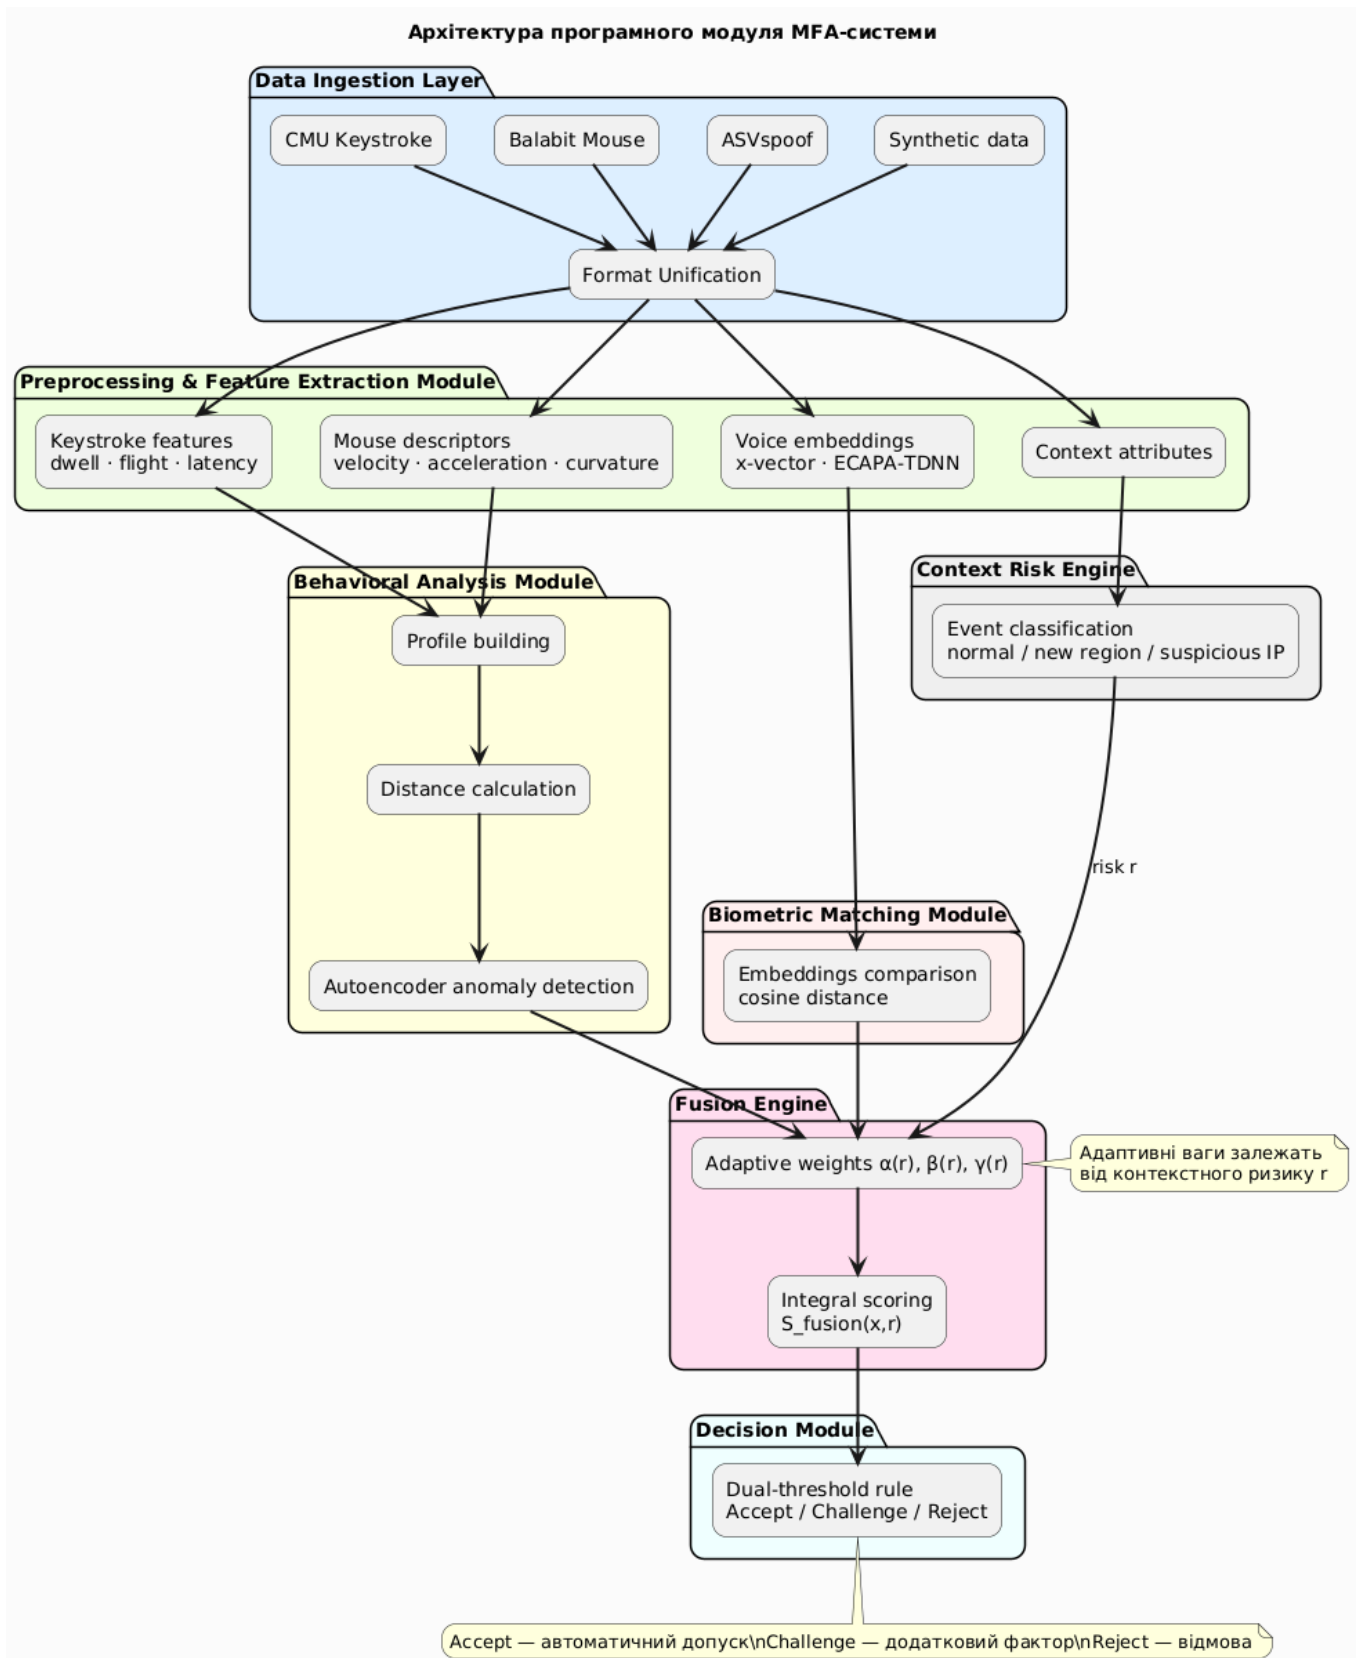 Архітектура програмного модуля MFA-системи
Data Ingestion Layer
CMU Keystroke
Balabit Mouse
ASVspoof
Synthetic data
Format Unification
Preprocessing & Feature Extraction Module
Keystroke features
dwell · flight · latency
Mouse descriptors
velocity · acceleration · curvature
Voice embeddings
x-vector · ECAPA-TDNN
Context attributes
Behavioral Analysis Module
Profile building
Distance calculation
Autoencoder anomaly detection
Context Risk Engine
Event classification
normal / new region / suspicious IP
risk r
Biometric Matching Module
Embeddings comparison
cosine distance
Fusion Engine
Adaptive weights α(r), β(r), γ(r)
Адаптивні ваги залежать
від контекстного ризику r
Integral scoring
S_fusion(x,r)
Decision Module
Dual-threshold rule
Accept / Challenge / Reject
Accept — автоматичний допуск\nChallenge — додатковий фактор\nReject — відмова